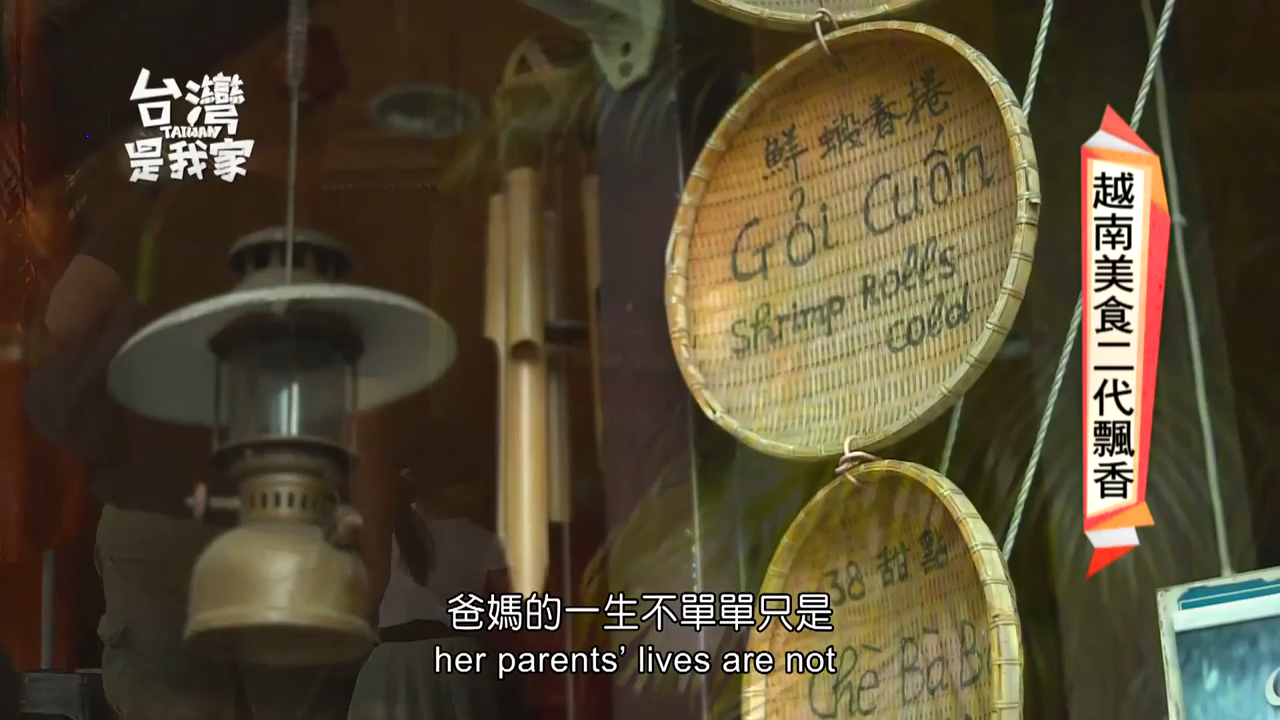 台灣
TAIWAN
是我家
鮮蝦春捲
Gỏi Cuốn
Shrimp Rolls
cold
越南美食二代飄香
38 甜點
Chè Bà B
爸媽的一生不單單只是
her parents’ lives are not